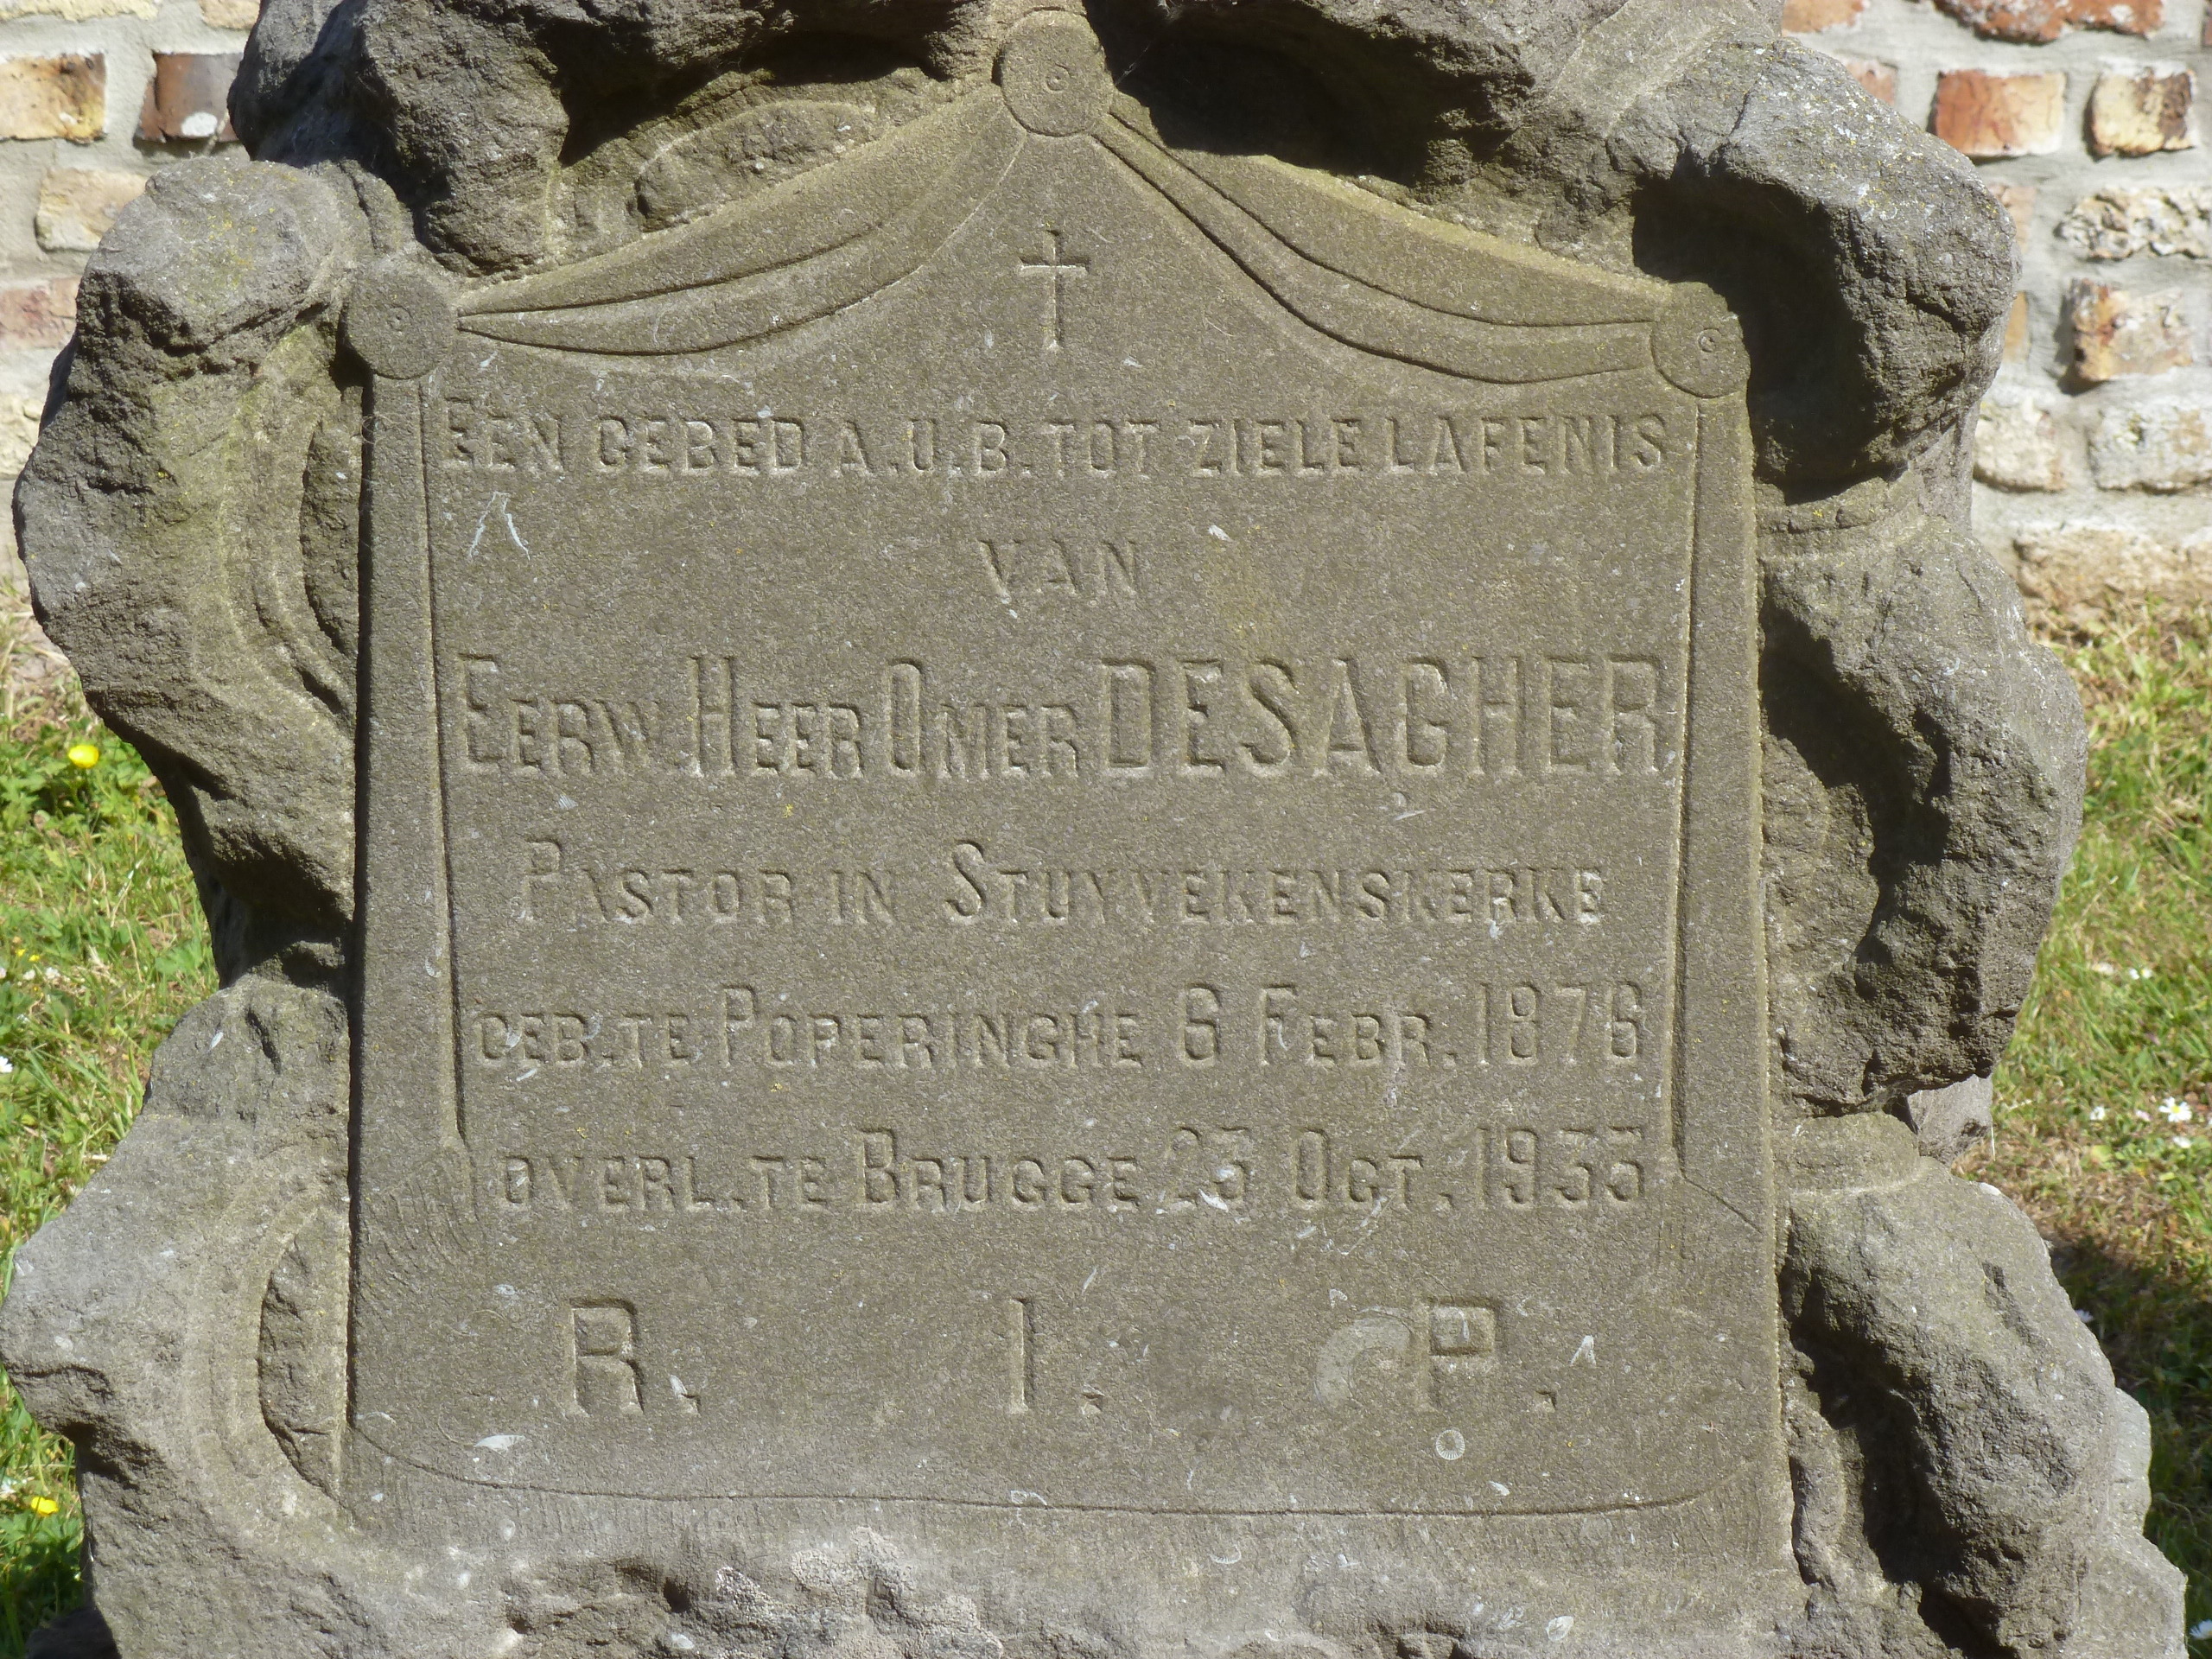 EEN GEBED A.U.B. TOT ZIELE LAFENIS
VAN
EERW. HEER OMER DESAGHER
PASTOR IN STUYVEKENSKERKE
GEB. TE POPERINGHE 6 FEBR. 1876
OVERL. TE BRUGGE 23 OCT. 1933
R. I. P.